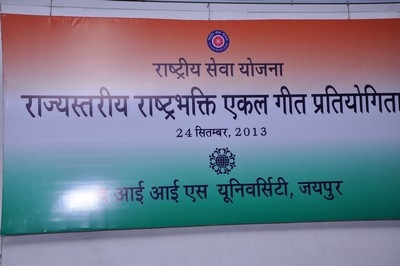 राष्ट्रीय सेवा योजना
राज्यस्तरीय राष्ट्रभक्ति एकल गीत प्रतियोगिता
24 सितम्बर, 2013
आई आई एस यूनिवर्सिटी, जयपुर